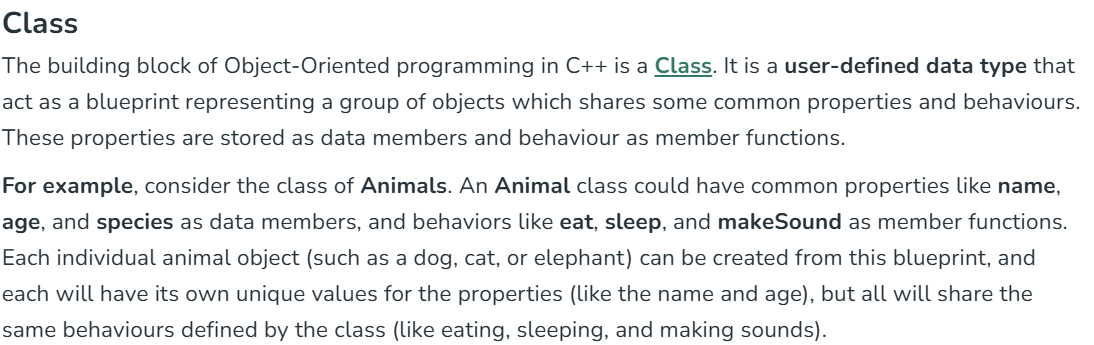 Class
The building block of Object-Oriented programming in C++ is a Class. It is a user-defined data type that
act as a blueprint representing a group of objects which shares some common properties and behaviours.
These properties are stored as data members and behaviour as member functions.
For example, consider the class of Animals. An Animal class could have common properties like name,
age, and species as data members, and behaviors like eat, sleep, and makeSound as member functions.
Each individual animal object (such as a dog, cat, or elephant) can be created from this blueprint, and
each will have its own unique values for the properties (like the name and age), but all will share the
same behaviours defined by the class (like eating, sleeping, and making sounds).